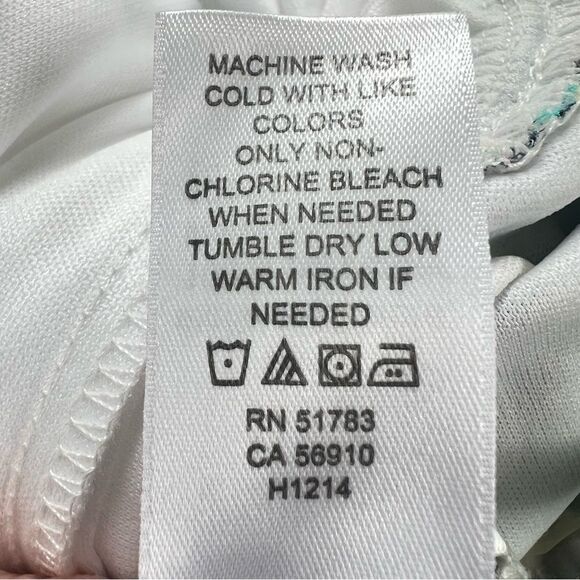 MACHINE WASH
COLD WITH LIKE
COLORS
ONLY NON-
CHLORINE BLEACH
WHEN NEEDED
TUMBLE DRY LOW
WARM IRON IF
NEEDED
RN 51783
CA 56910
H1214